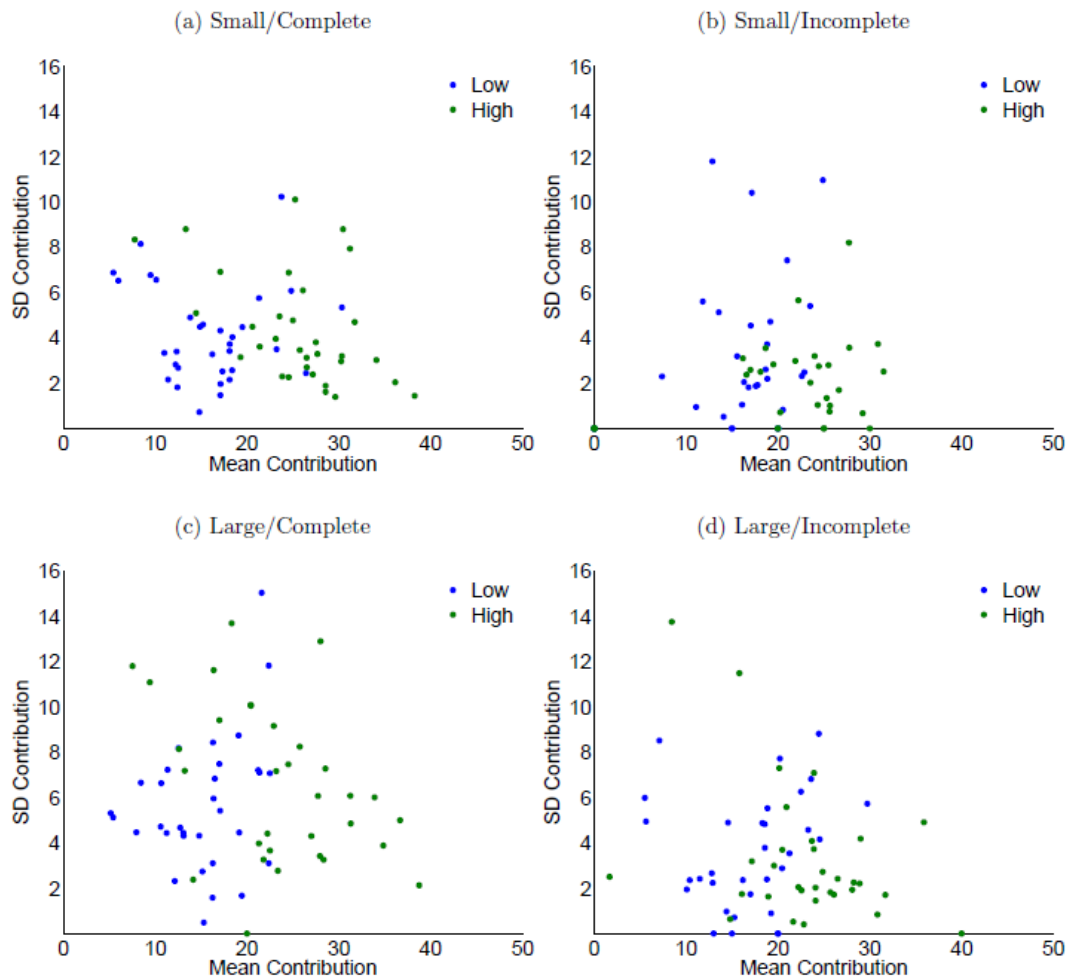 (a) Small/Complete
16
14
12
10
8
6
4
2
0 10 20 30 40 50
SD Contribution
Mean Contribution
Low
High
(b) Small/Incomplete
16
14
12
10
8
6
4
2
0 10 20 30 40 50
SD Contribution
Mean Contribution
Low
High
(c) Large/Complete
16
14
12
10
8
6
4
2
0 10 20 30 40 50
SD Contribution
Mean Contribution
Low
High
(d) Large/Incomplete
16
14
12
10
8
6
4
2
0 10 20 30 40 50
SD Contribution
Mean Contribution
Low
High